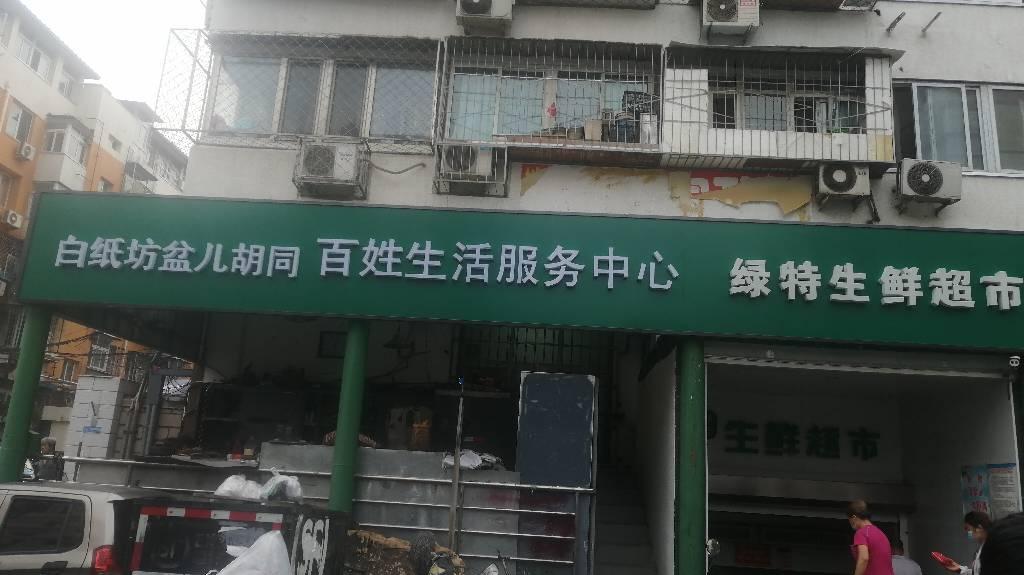 白纸坊盆儿胡同 百姓生活服务中心 绿特生鲜超市
生鲜超市